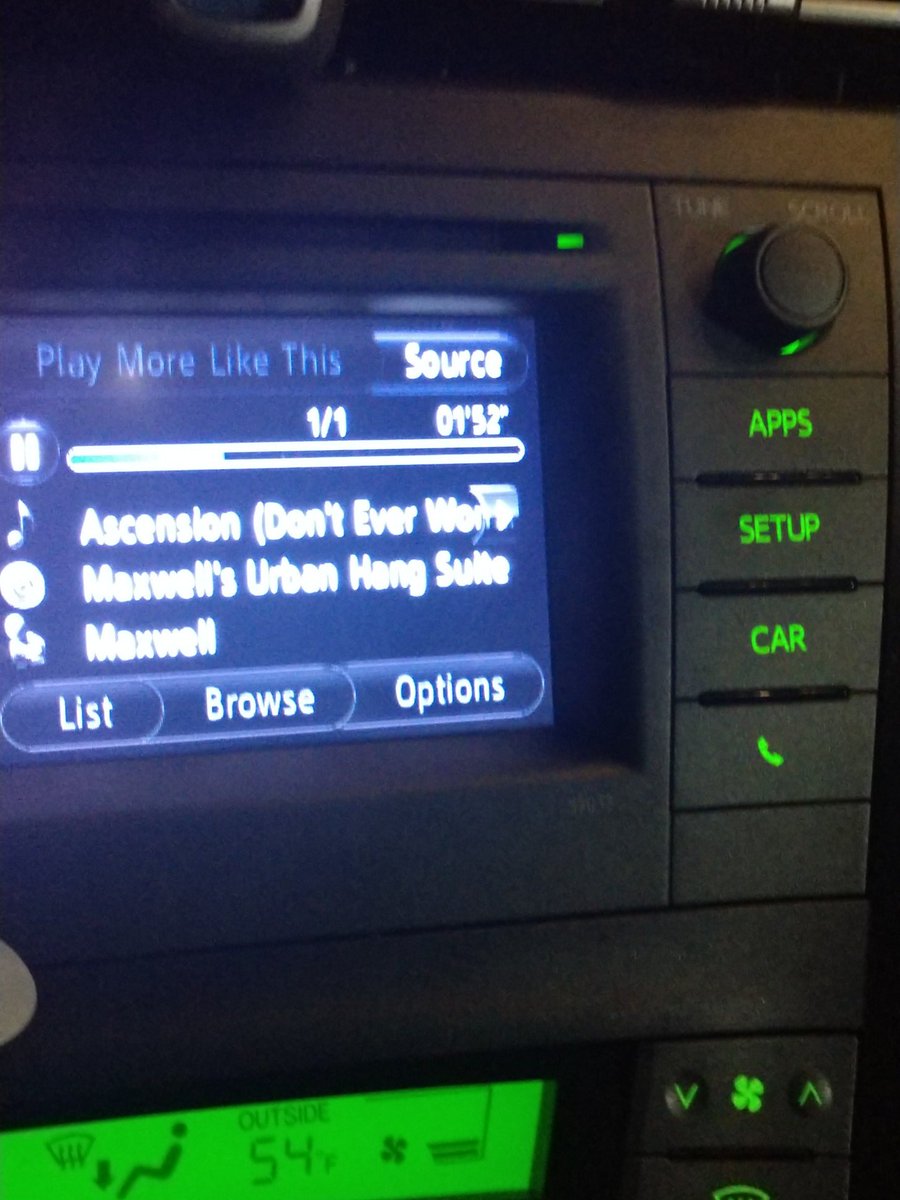 TUNE SCROLL
Play More Like This Source
1/1 01'52"
Ascension (Don't Ever Won
Maxwell's Urban Hang Suite
Maxwell
List Browse Options
APPS
SETUP
CAR
OUTSIDE
54°F